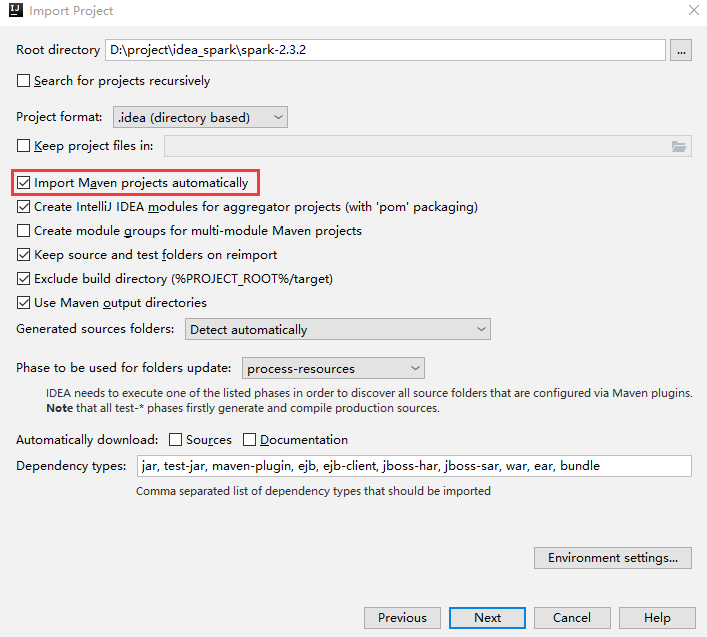 IJ Import Project
Root directory D:\project\idea_spark\spark-2.3.2 ...
Search for projects recursively
Project format: .idea (directory based)
Keep project files in:
Import Maven projects automatically
Create IntelliJ IDEA modules for aggregator projects (with 'pom' packaging)
Create module groups for multi-module Maven projects
Keep source and test folders on reimport
Exclude build directory (%PROJECT_ROOT%/target)
Use Maven output directories
Generated sources folders: Detect automatically
Phase to be used for folders update: process-resources
IDEA needs to execute one of the listed phases in order to discover all source folders that are configured via Maven plugins.
Note that all test-* phases firstly generate and compile production sources.
Automatically download: Sources Documentation
Dependency types: jar, test-jar, maven-plugin, ejb, ejb-client, jboss-har, jboss-sar, war, ear, bundle
Comma separated list of dependency types that should be imported
Environment settings...
Previous Next Cancel Help